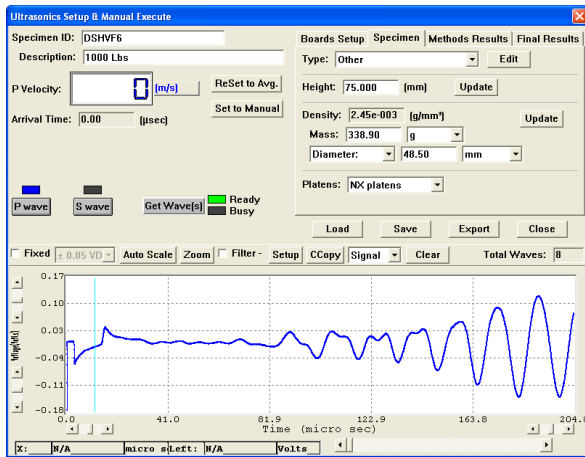 Ultrasonics Setup & Manual Execute
Specimen ID: DSHVF6
Description: 1000 Lbs
P Velocity: 0 (m/s) ReSet to Avg.
Set to Manual
Arrival Time: 0.00 (µsec)
P wave S wave Get Wave(s) Ready
Busy
Boards Setup Specimen Methods Results Final Results
Type: Other Edit
Height: 75.000 (mm) Update
Density: 2.45e-003 (g/mm³) Update
Mass: 338.90 g
Diameter: 48.50 mm
Platens: NX platens
Load Save Export Close
Fixed ± 0.05 VD Auto Scale Zoom Filter- Setup CCopy Signal Clear Total Waves: 8
0.17
0.10
0.03
-0.04
-0.11
-0.18
0.0 41.0 81.9 122.9 163.8 204.8
Time (micro sec)
X: N/A micro s Left: N/A Volts